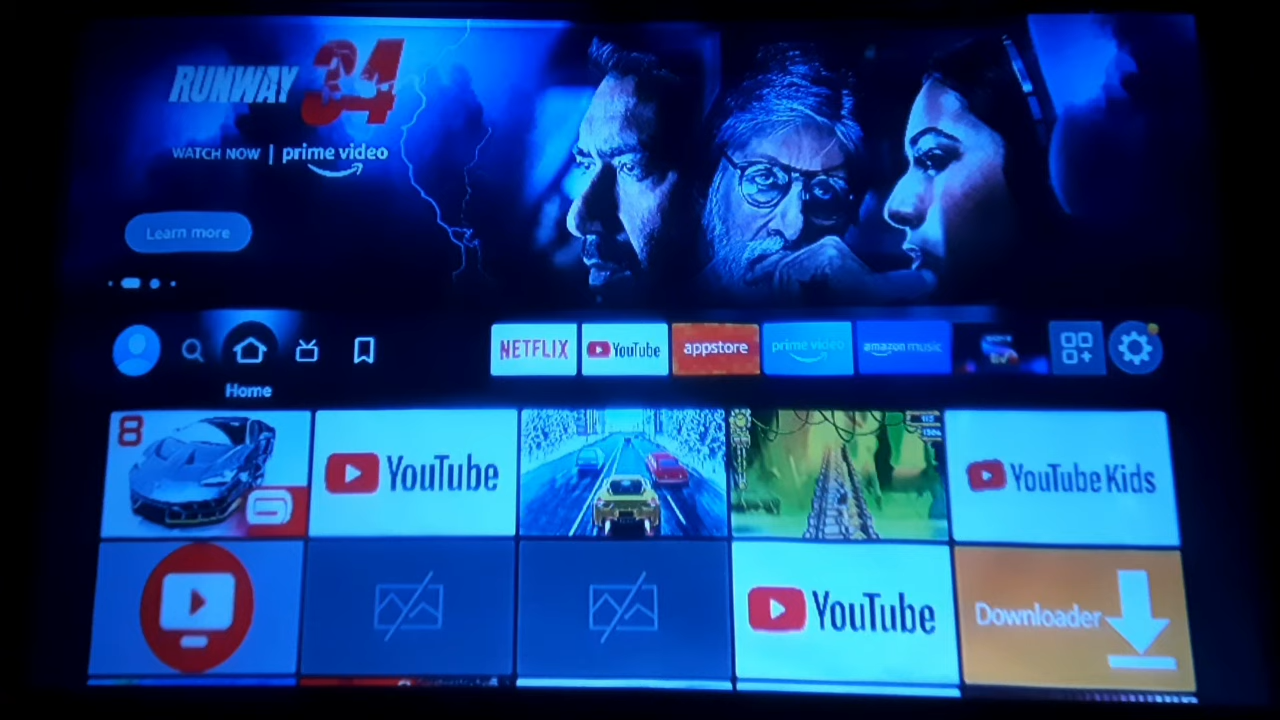 RUNWAY 34
WATCH NOW | prime video
Learn more
NETFLIX
YouTube
appstore
prime video
amazon music
Home
8
YouTube
YouTube Kids
YouTube
Downloader